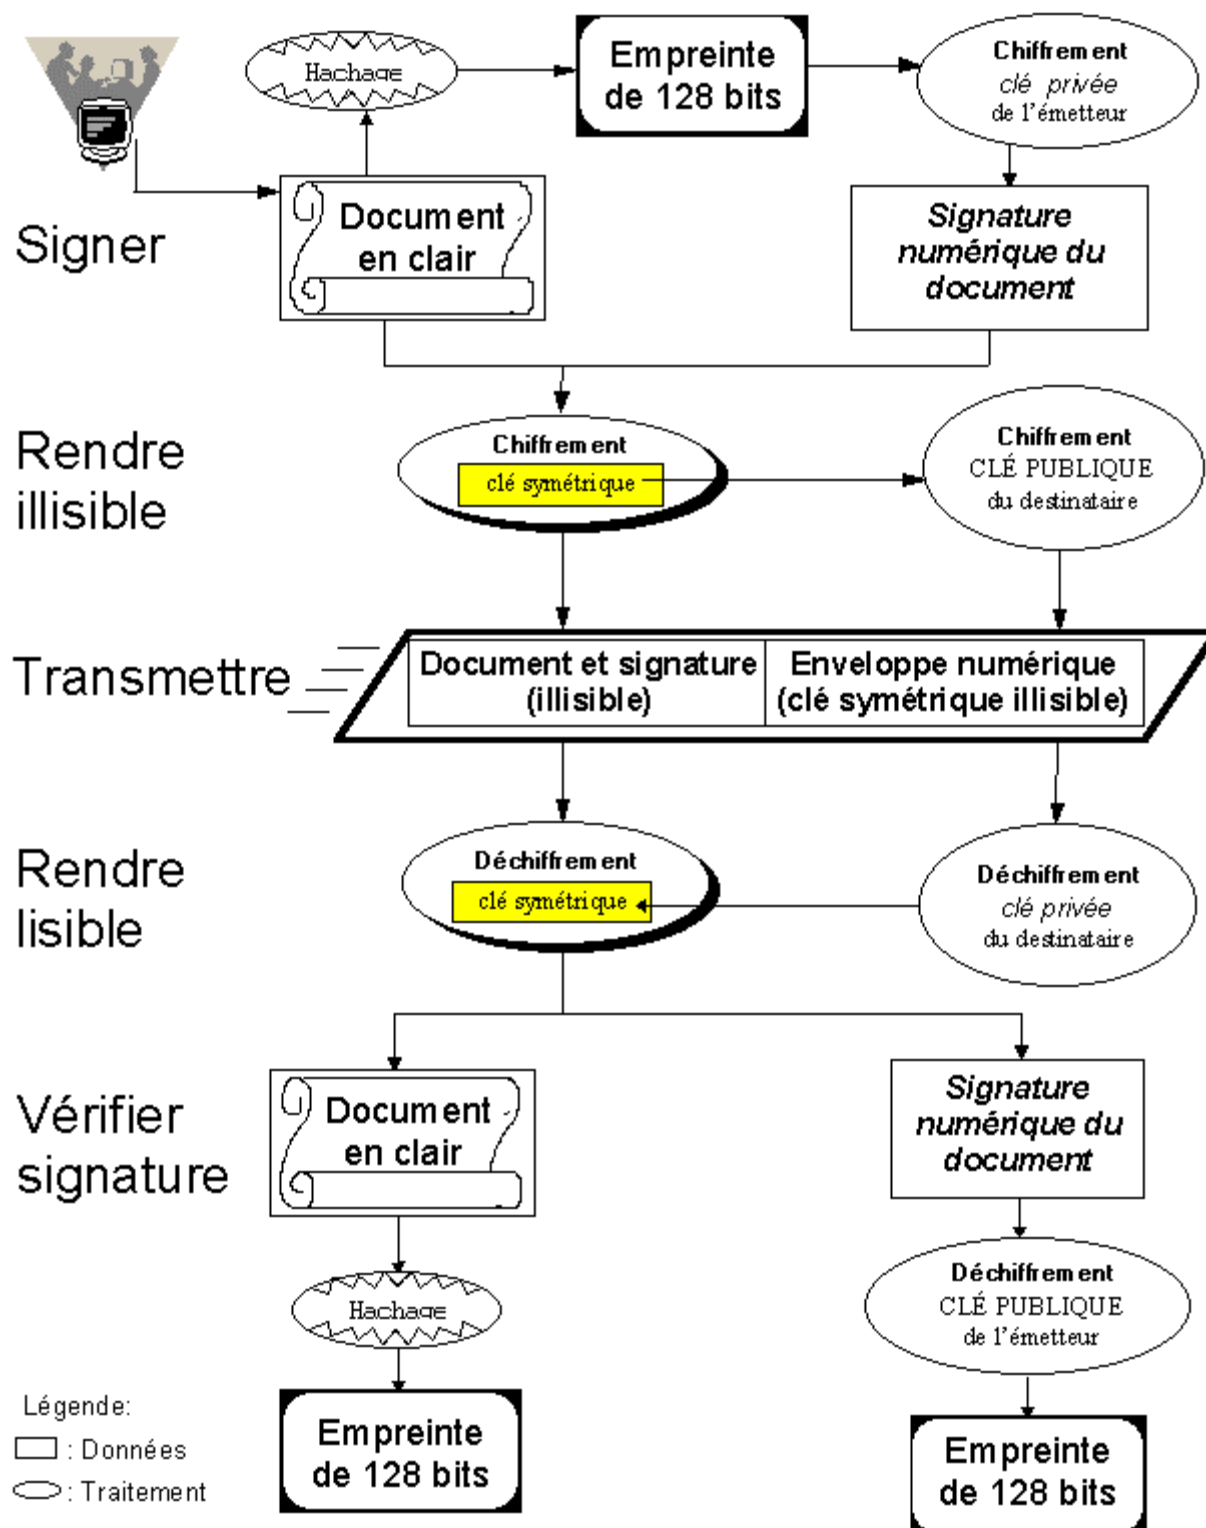 Hachage
Empreinte
de 128 bits
Chiffrement
clé privée
de l'émetteur
Signer
Document
en clair
Signature
numérique du
document
Rendre
illisible
Chiffrement
clé symétrique
Chiffrement
CLÉ PUBLIQUE
du destinataire
Transmettre
Document et signature
(illisible)
Enveloppe numérique
(clé symétrique illisible)
Rendre
lisible
Déchiffrement
clé symétrique
Déchiffrement
clé privée
du destinataire
Vérifier
signature
Document
en clair
Signature
numérique du
document
Hachage
Déchiffrement
CLÉ PUBLIQUE
de l'émetteur
Légende:
: Données
: Traitement
Empreinte
de 128 bits
Empreinte
de 128 bits